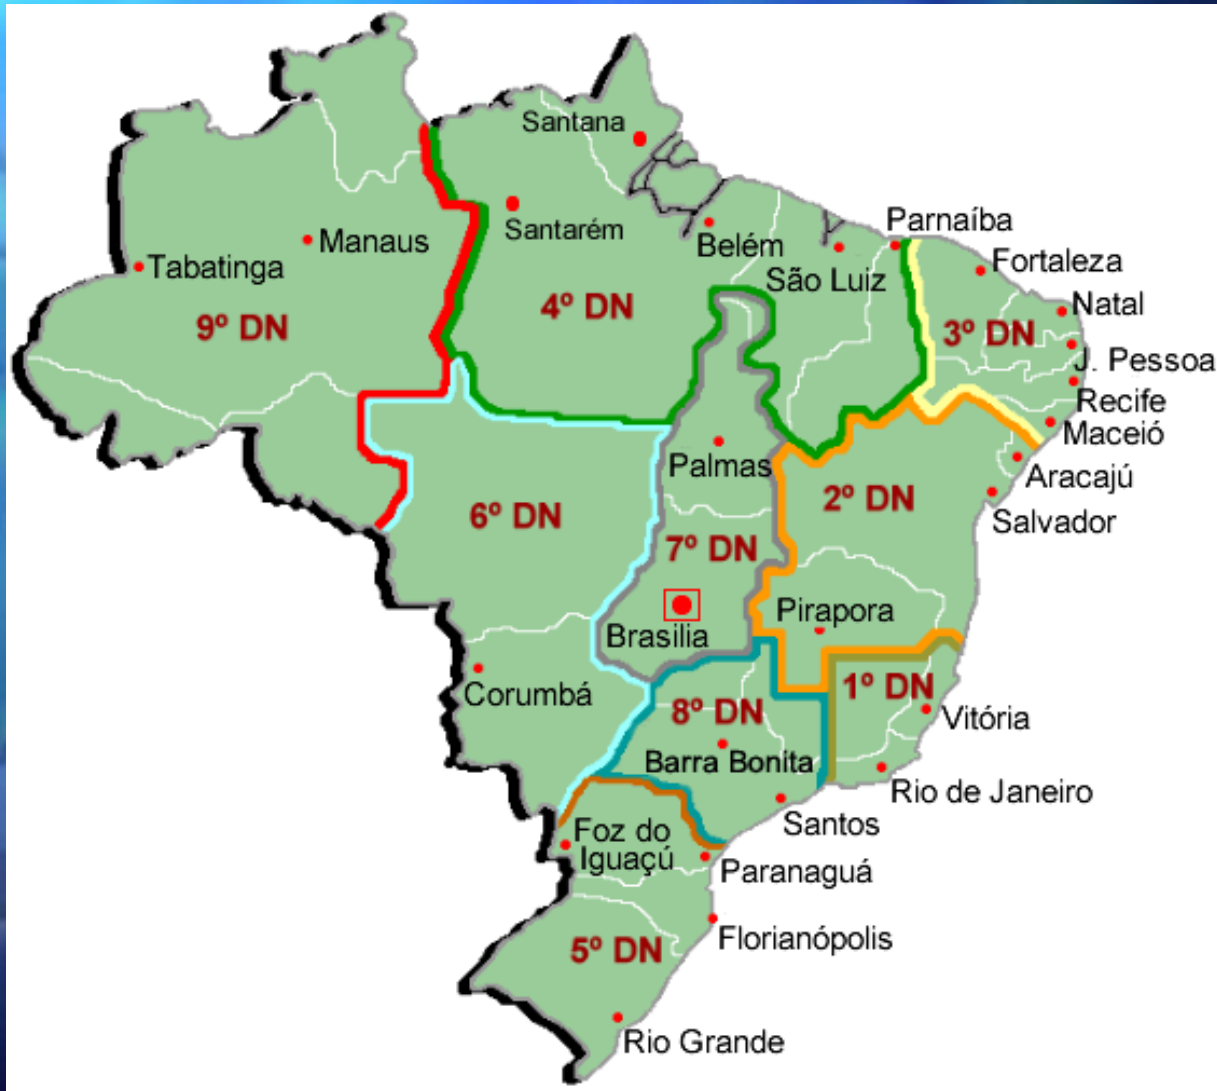 Santana
Santarém
Belém
Parnaíba
São Luiz
Fortaleza
Manaus
Tabatinga
9º DN
4º DN
3º DN
Natal
J. Pessoa
Recife
Maceió
Aracajú
Salvador
Palmas
2º DN
6º DN
7º DN
Brasilia
Pirapora
Corumbá
8º DN
1º DN
Vitória
Barra Bonita
Rio de Janeiro
Santos
Foz do
Iguaçú
Paranaguá
Florianópolis
5º DN
Rio Grande